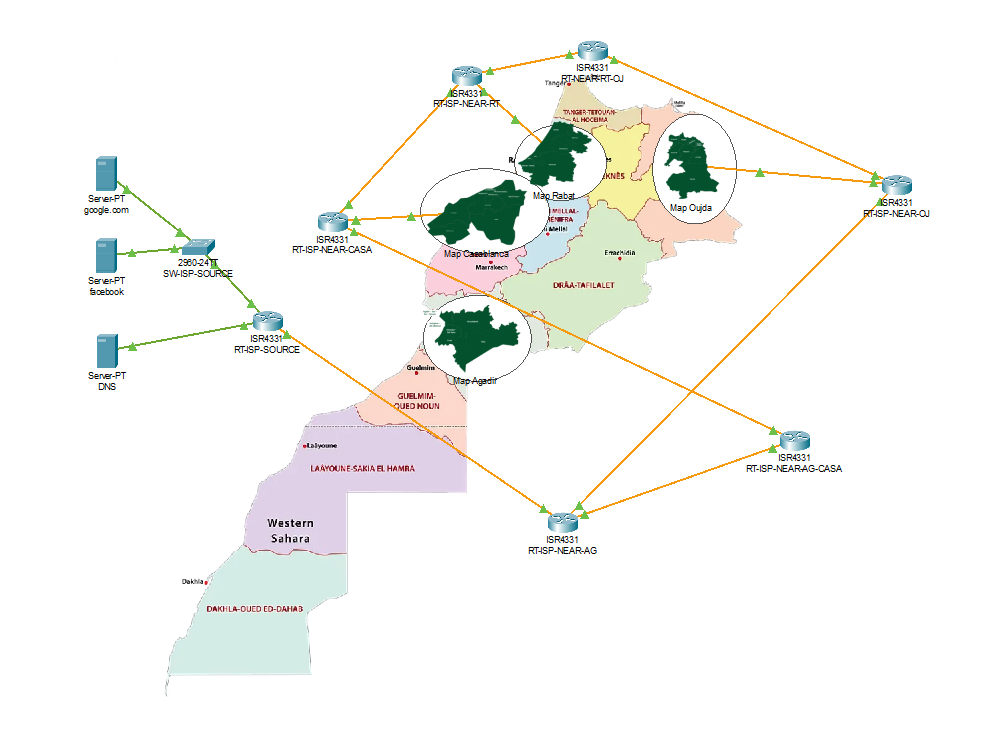 ISR4331
RT-NEAR-RT-OJ
ISR4331
RT-ISP-NEAR-RT
Tanger
TANGER-TETOUAN-
AL HOCEIMA
Server-PT
google.com
Map Rabat
EKNÈS
Map Oujda
ISR4331
RT-ISP-NEAR-OJ
ISR4331
RT-ISP-NEAR-CASA
MELLAL-
Mellal
Map Casablanca
Marrakech
Errachidia
DRÂA-TAFILALET
2960-24TT
SW-ISP-SOURCE
Server-PT
facebook
ISR4331
RT-ISP-SOURCE
Server-PT
DNS
Map Agadir
Guelmim
GUELMIM-
OUED NOUN
Laâyoune
LAÂYOUNE-SAKIA EL HAMRA
ISR4331
RT-ISP-NEAR-AG-CASA
Western
Sahara
ISR4331
RT-ISP-NEAR-AG
Dakhla
DAKHLA-OUED ED-DAHAB